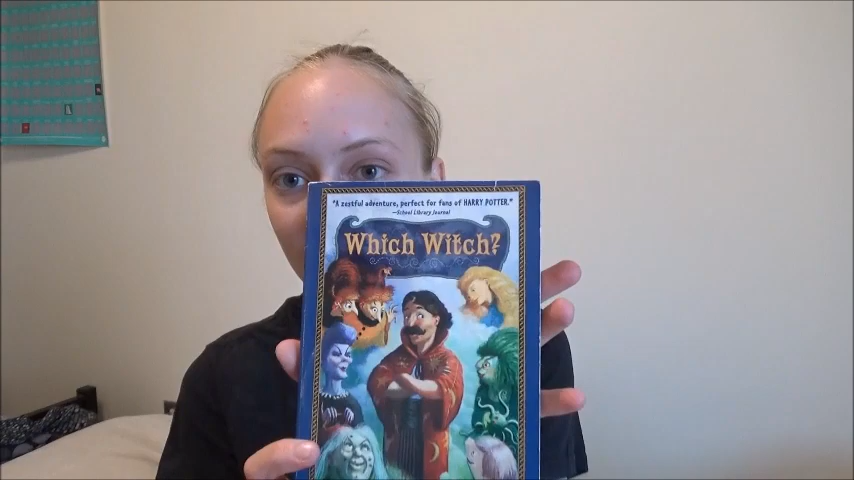 "A zestful adventure, perfect for fans of HARRY POTTER."
—School Library Journal
Which Witch?